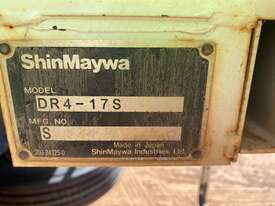 ShinMaywa
MODEL
DR4-17S
MFG. NO.
S
Made in Japan
ShinMaywa Industries Ltd.